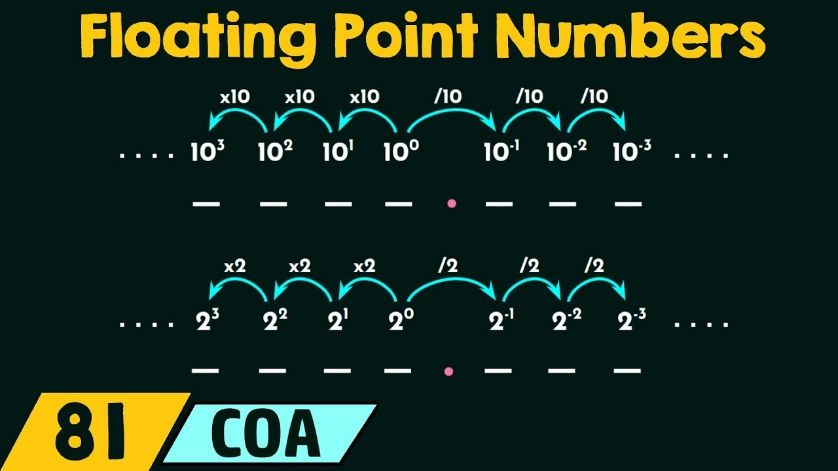 Floating Point Numbers
x10 x10 x10 /10 /10 /10
. . . . 10³ 10² 10¹ 10⁰ 10⁻¹ 10⁻² 10⁻³ . . . .
— — — — . — — —
x2 x2 x2 /2 /2 /2
. . . . 2³ 2² 2¹ 2⁰ 2⁻¹ 2⁻² 2⁻³ . . . .
— — — — . — — —
81 COA